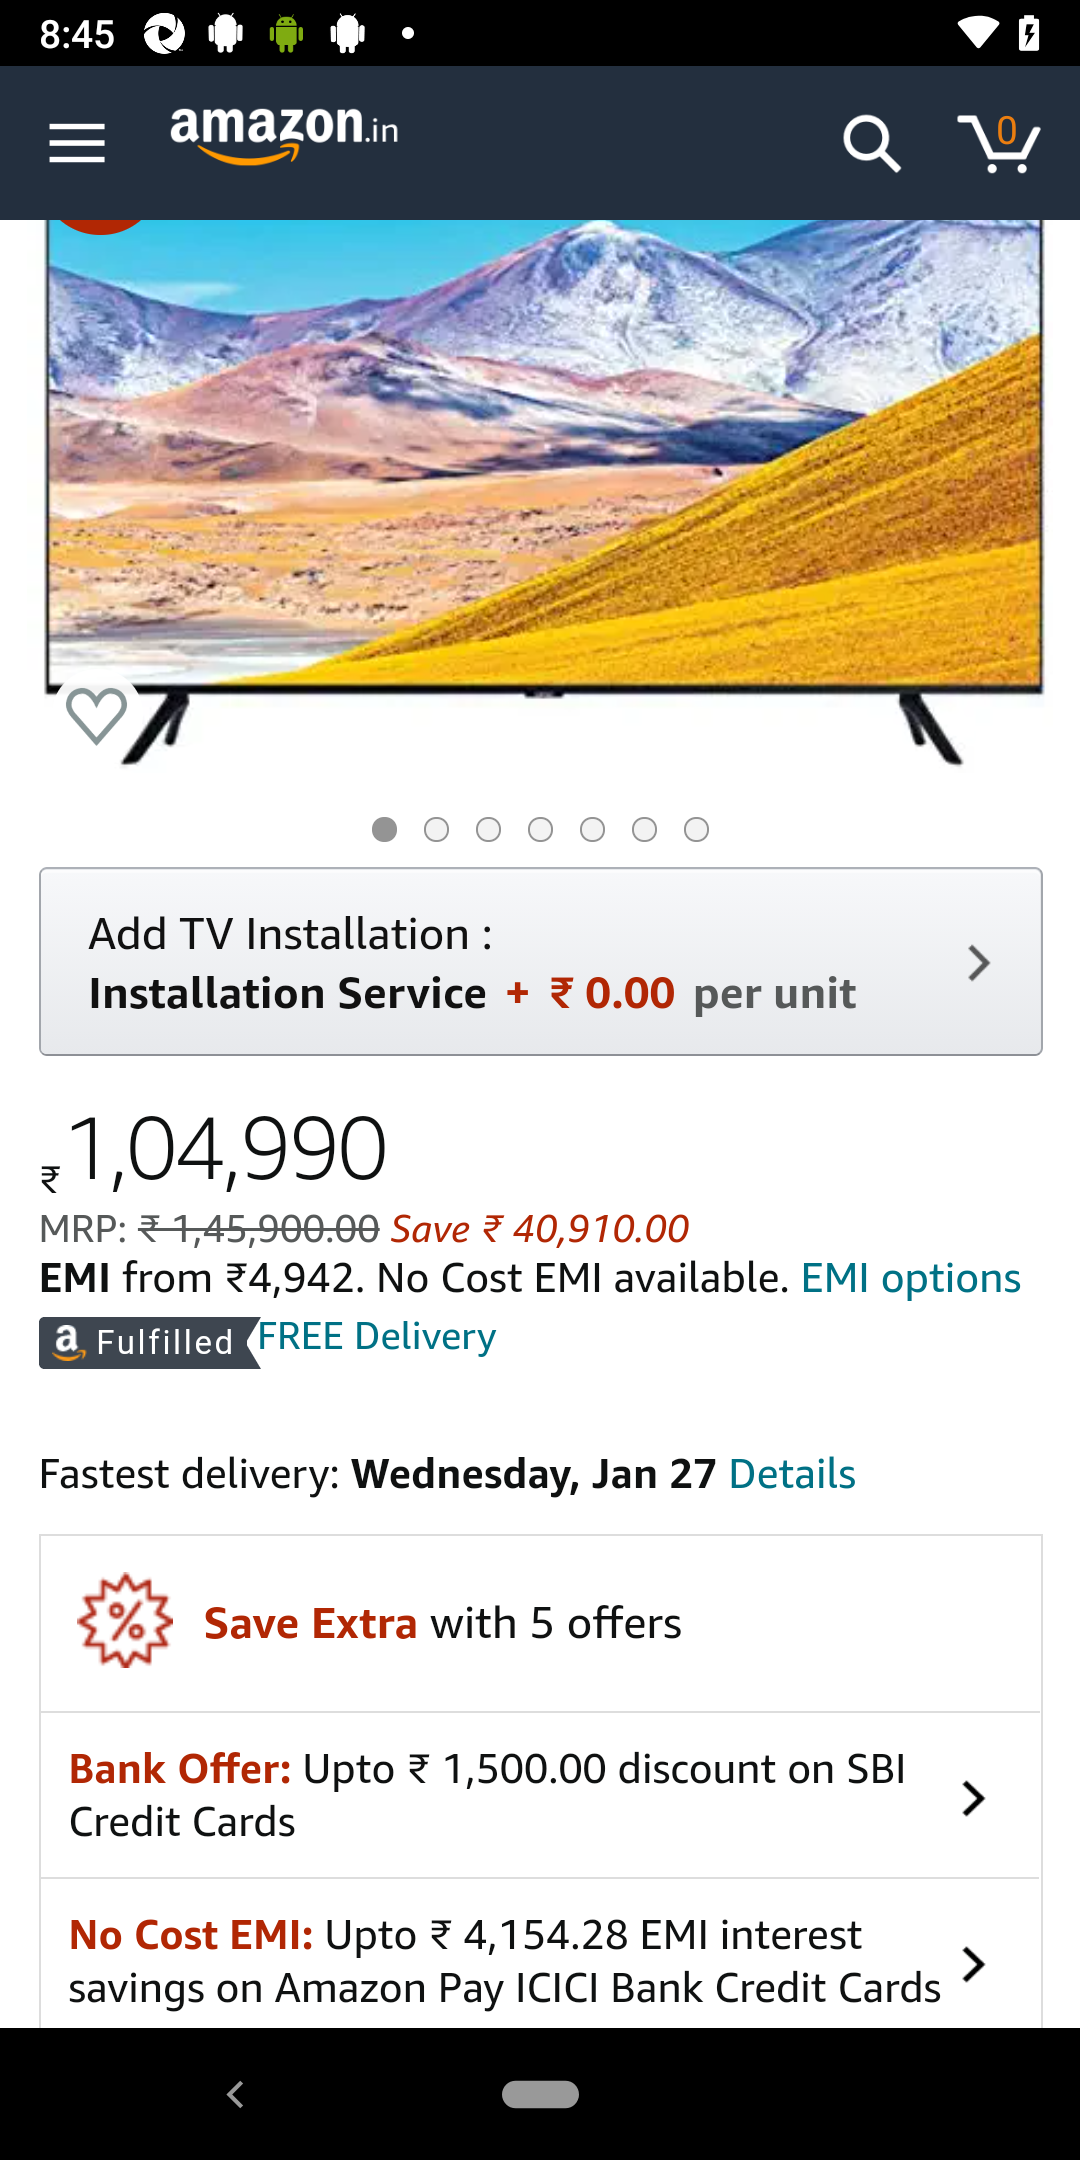 8:45
amazon.in
0
Add TV Installation :
Installation Service + ₹ 0.00 per unit
₹1,04,990
MRP: ₹ 1,45,900.00 Save ₹ 40,910.00
EMI from ₹4,942. No Cost EMI available. EMI options
a Fulfilled FREE Delivery
Fastest delivery: Wednesday, Jan 27 Details
Save Extra with 5 offers
Bank Offer: Upto ₹ 1,500.00 discount on SBI
Credit Cards
No Cost EMI: Upto ₹ 4,154.28 EMI interest
savings on Amazon Pay ICICI Bank Credit Cards